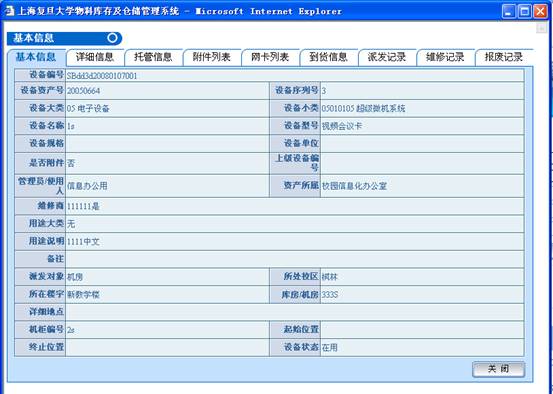 上海复旦大学物料库存及仓储管理系统 - Microsoft Internet Explorer
基本信息
基本信息 详细信息 托管信息 附件列表 网卡列表 到货信息 派发记录 维修记录 报废记录
设备编号 SBdd3d20080107001
设备资产号 20050664 设备序列号 3
设备大类 05 电子设备 设备小类 05010105 超级微机系统
设备名称 1s 设备型号 视频会议卡
设备规格 设备单位
是否附件 否 上级设备编号
管理员/使用人 信息办公用 资产所属 校园信息化办公室
维修商 111111是
用途大类 无
用途说明 1111中文
备注
派发对象 机房 所处校区 枫林
所在楼宇 新数学楼 库房/机房 333S
详细地点
机柜编号 2s 起始位置
终止位置 设备状态 在用
关 闭